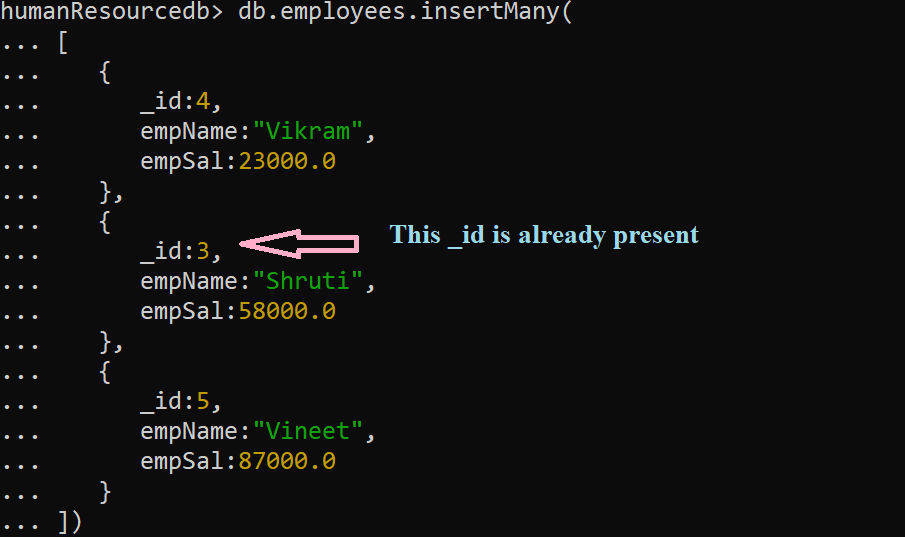 humanResourcedb> db.employees.insertMany(
... [
...    {
...       _id:4,
...       empName:"Vikram",
...       empSal:23000.0
...    },
...    {
...       _id:3, This _id is already present
...       empName:"Shruti",
...       empSal:58000.0
...    },
...    {
...       _id:5,
...       empName:"Vineet",
...       empSal:87000.0
...    }
... ])